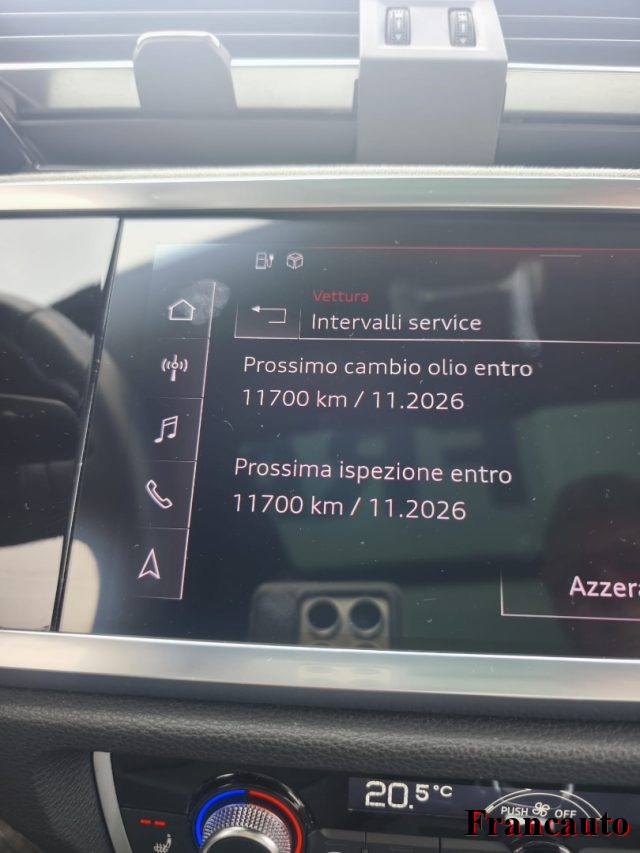 Vettura
Intervalli service
Prossimo cambio olio entro
11700 km / 11.2026
Prossima ispezione entro
11700 km / 11.2026
Azzera
20.5°C
PUSH OFF
Francauto